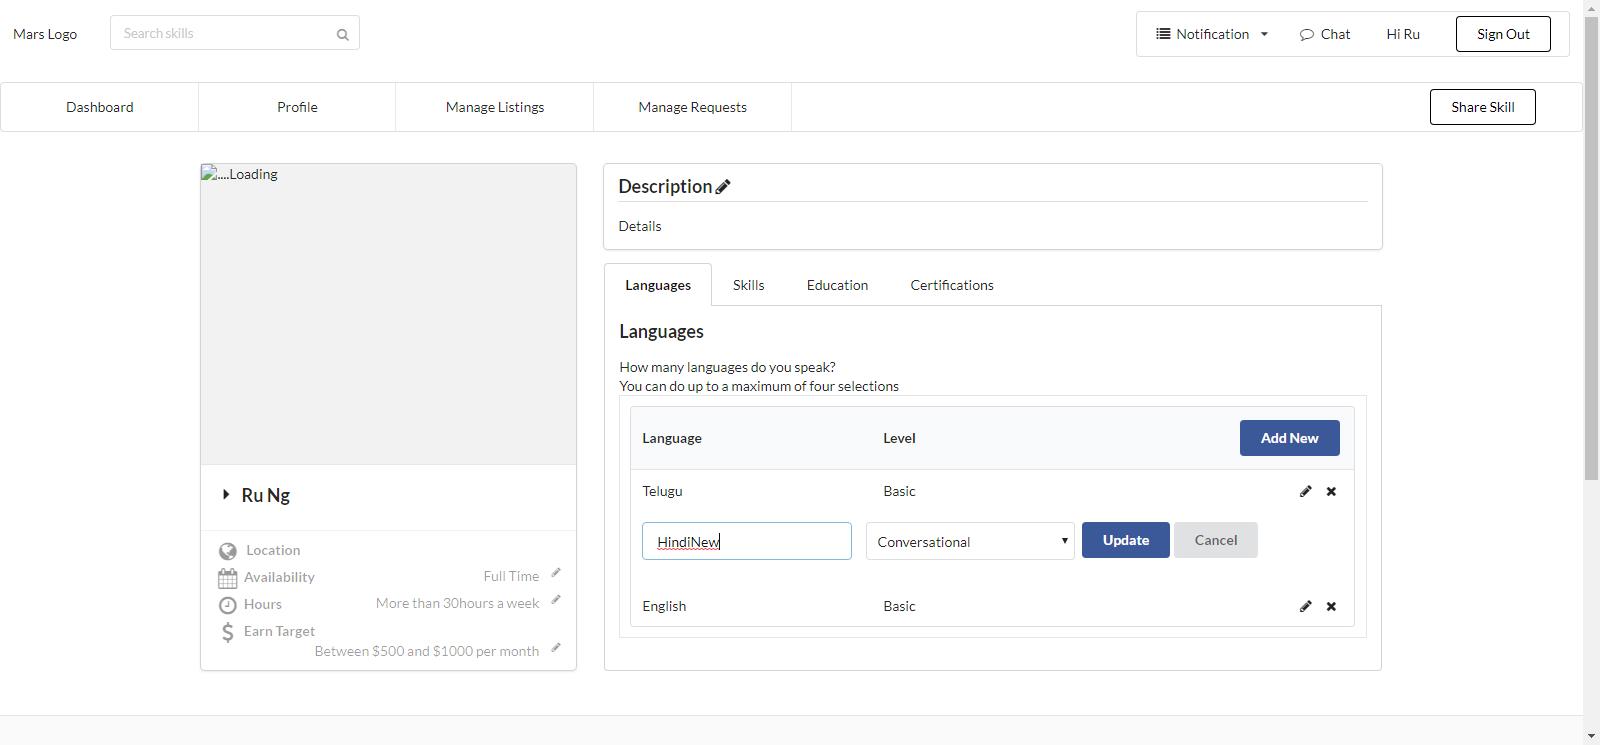 Mars Logo
Search skills
Notification
Chat
Hi Ru
Sign Out
Dashboard
Profile
Manage Listings
Manage Requests
Share Skill
....Loading
Ru Ng
Location
Availability
Full Time
Hours
More than 30hours a week
Earn Target
Between $500 and $1000 per month
Description
Details
Languages
Skills
Education
Certifications
Languages
How many languages do you speak?
You can do up to a maximum of four selections
Language
Level
Add New
Telugu
Basic
HindiNew
Conversational
Update
Cancel
English
Basic